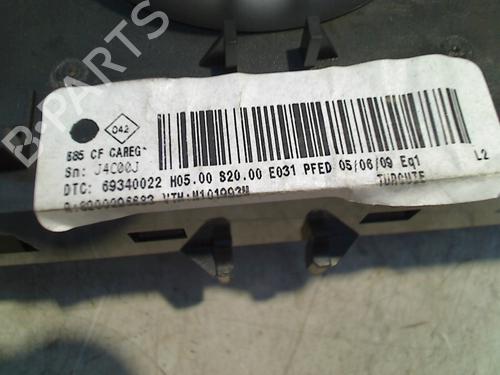 B-PARTS
042
B85 CF CAREG*
Sn: J4C00J
DTC: 69340022 H05.00 S20.00 E031 PFED 05/06/09 Eq1
L2
TURQUIE